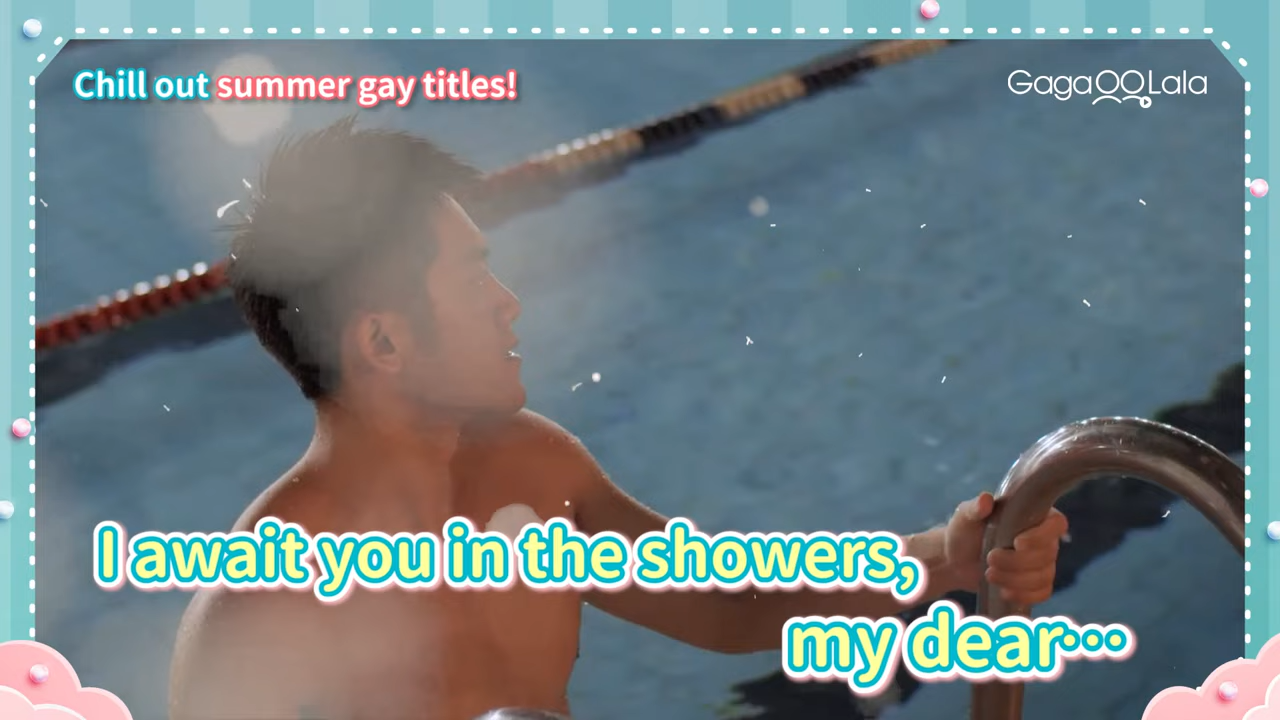 Chill out summer gay titles!
GagaOOLala
I await you in the showers,
my dear…